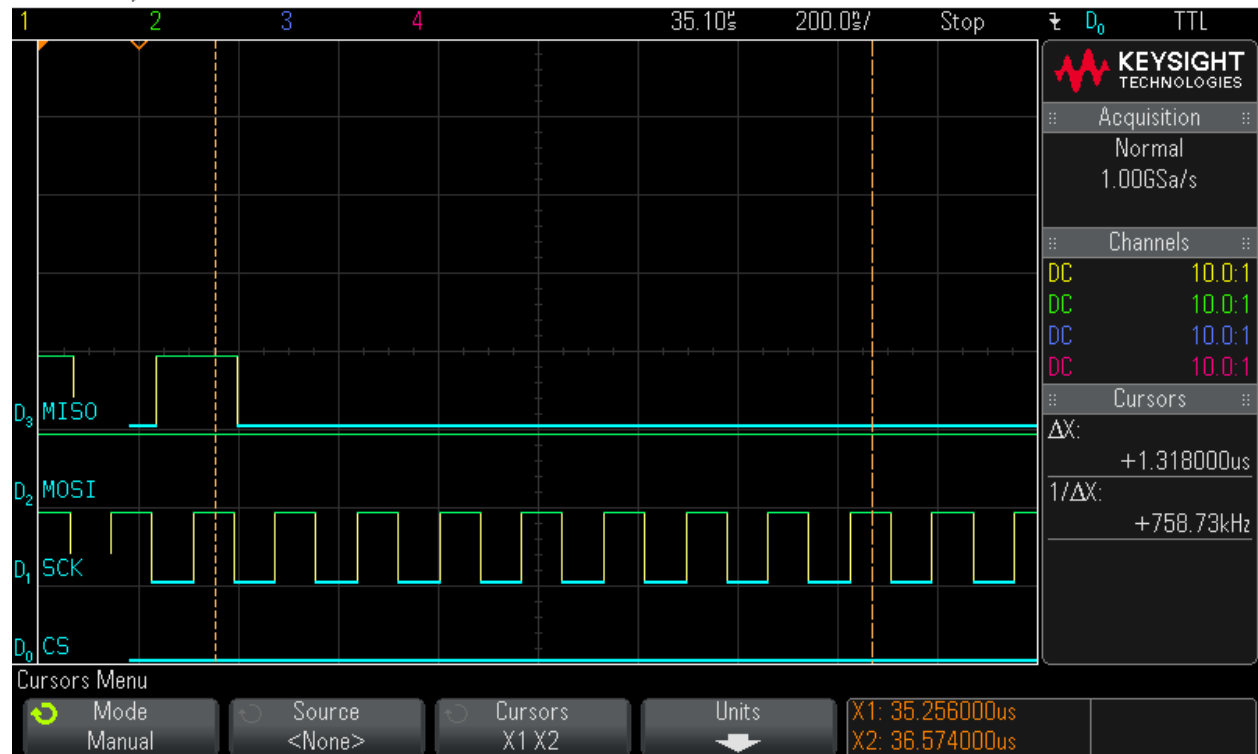 1 2 3 4 35.10us 200.0ns/ Stop D0 TTL
KEYSIGHT
TECHNOLOGIES
Acquisition
Normal
1.00GSa/s
Channels
DC 10.0:1
DC 10.0:1
DC 10.0:1
DC 10.0:1
Cursors
ΔX:
+1.318000us
1/ΔX:
+758.73kHz
D3 MISO
D2 MOSI
D1 SCK
D0 CS
Cursors Menu
Mode
Manual
Source
<None>
Cursors
X1 X2
Units
X1: 35.256000us
X2: 36.574000us